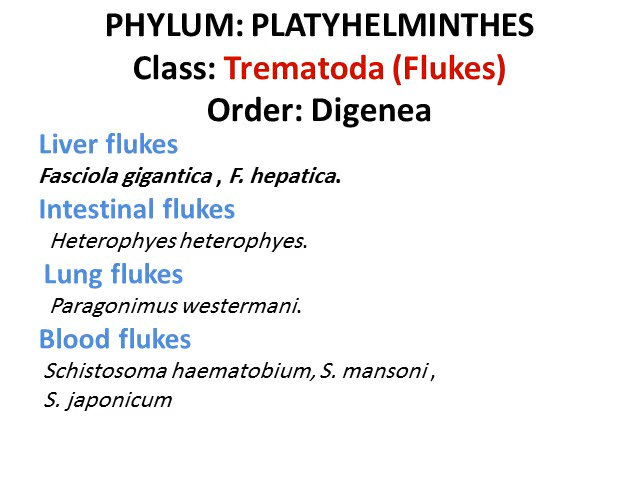 PHYLUM: PLATYHELMINTHES
Class: Trematoda (Flukes)
Order: Digenea
Liver flukes
Fasciola gigantica , F. hepatica.
Intestinal flukes
Heterophyes heterophyes.
Lung flukes
Paragonimus westermani.
Blood flukes
Schistosoma haematobium, S. mansoni ,
S. japonicum